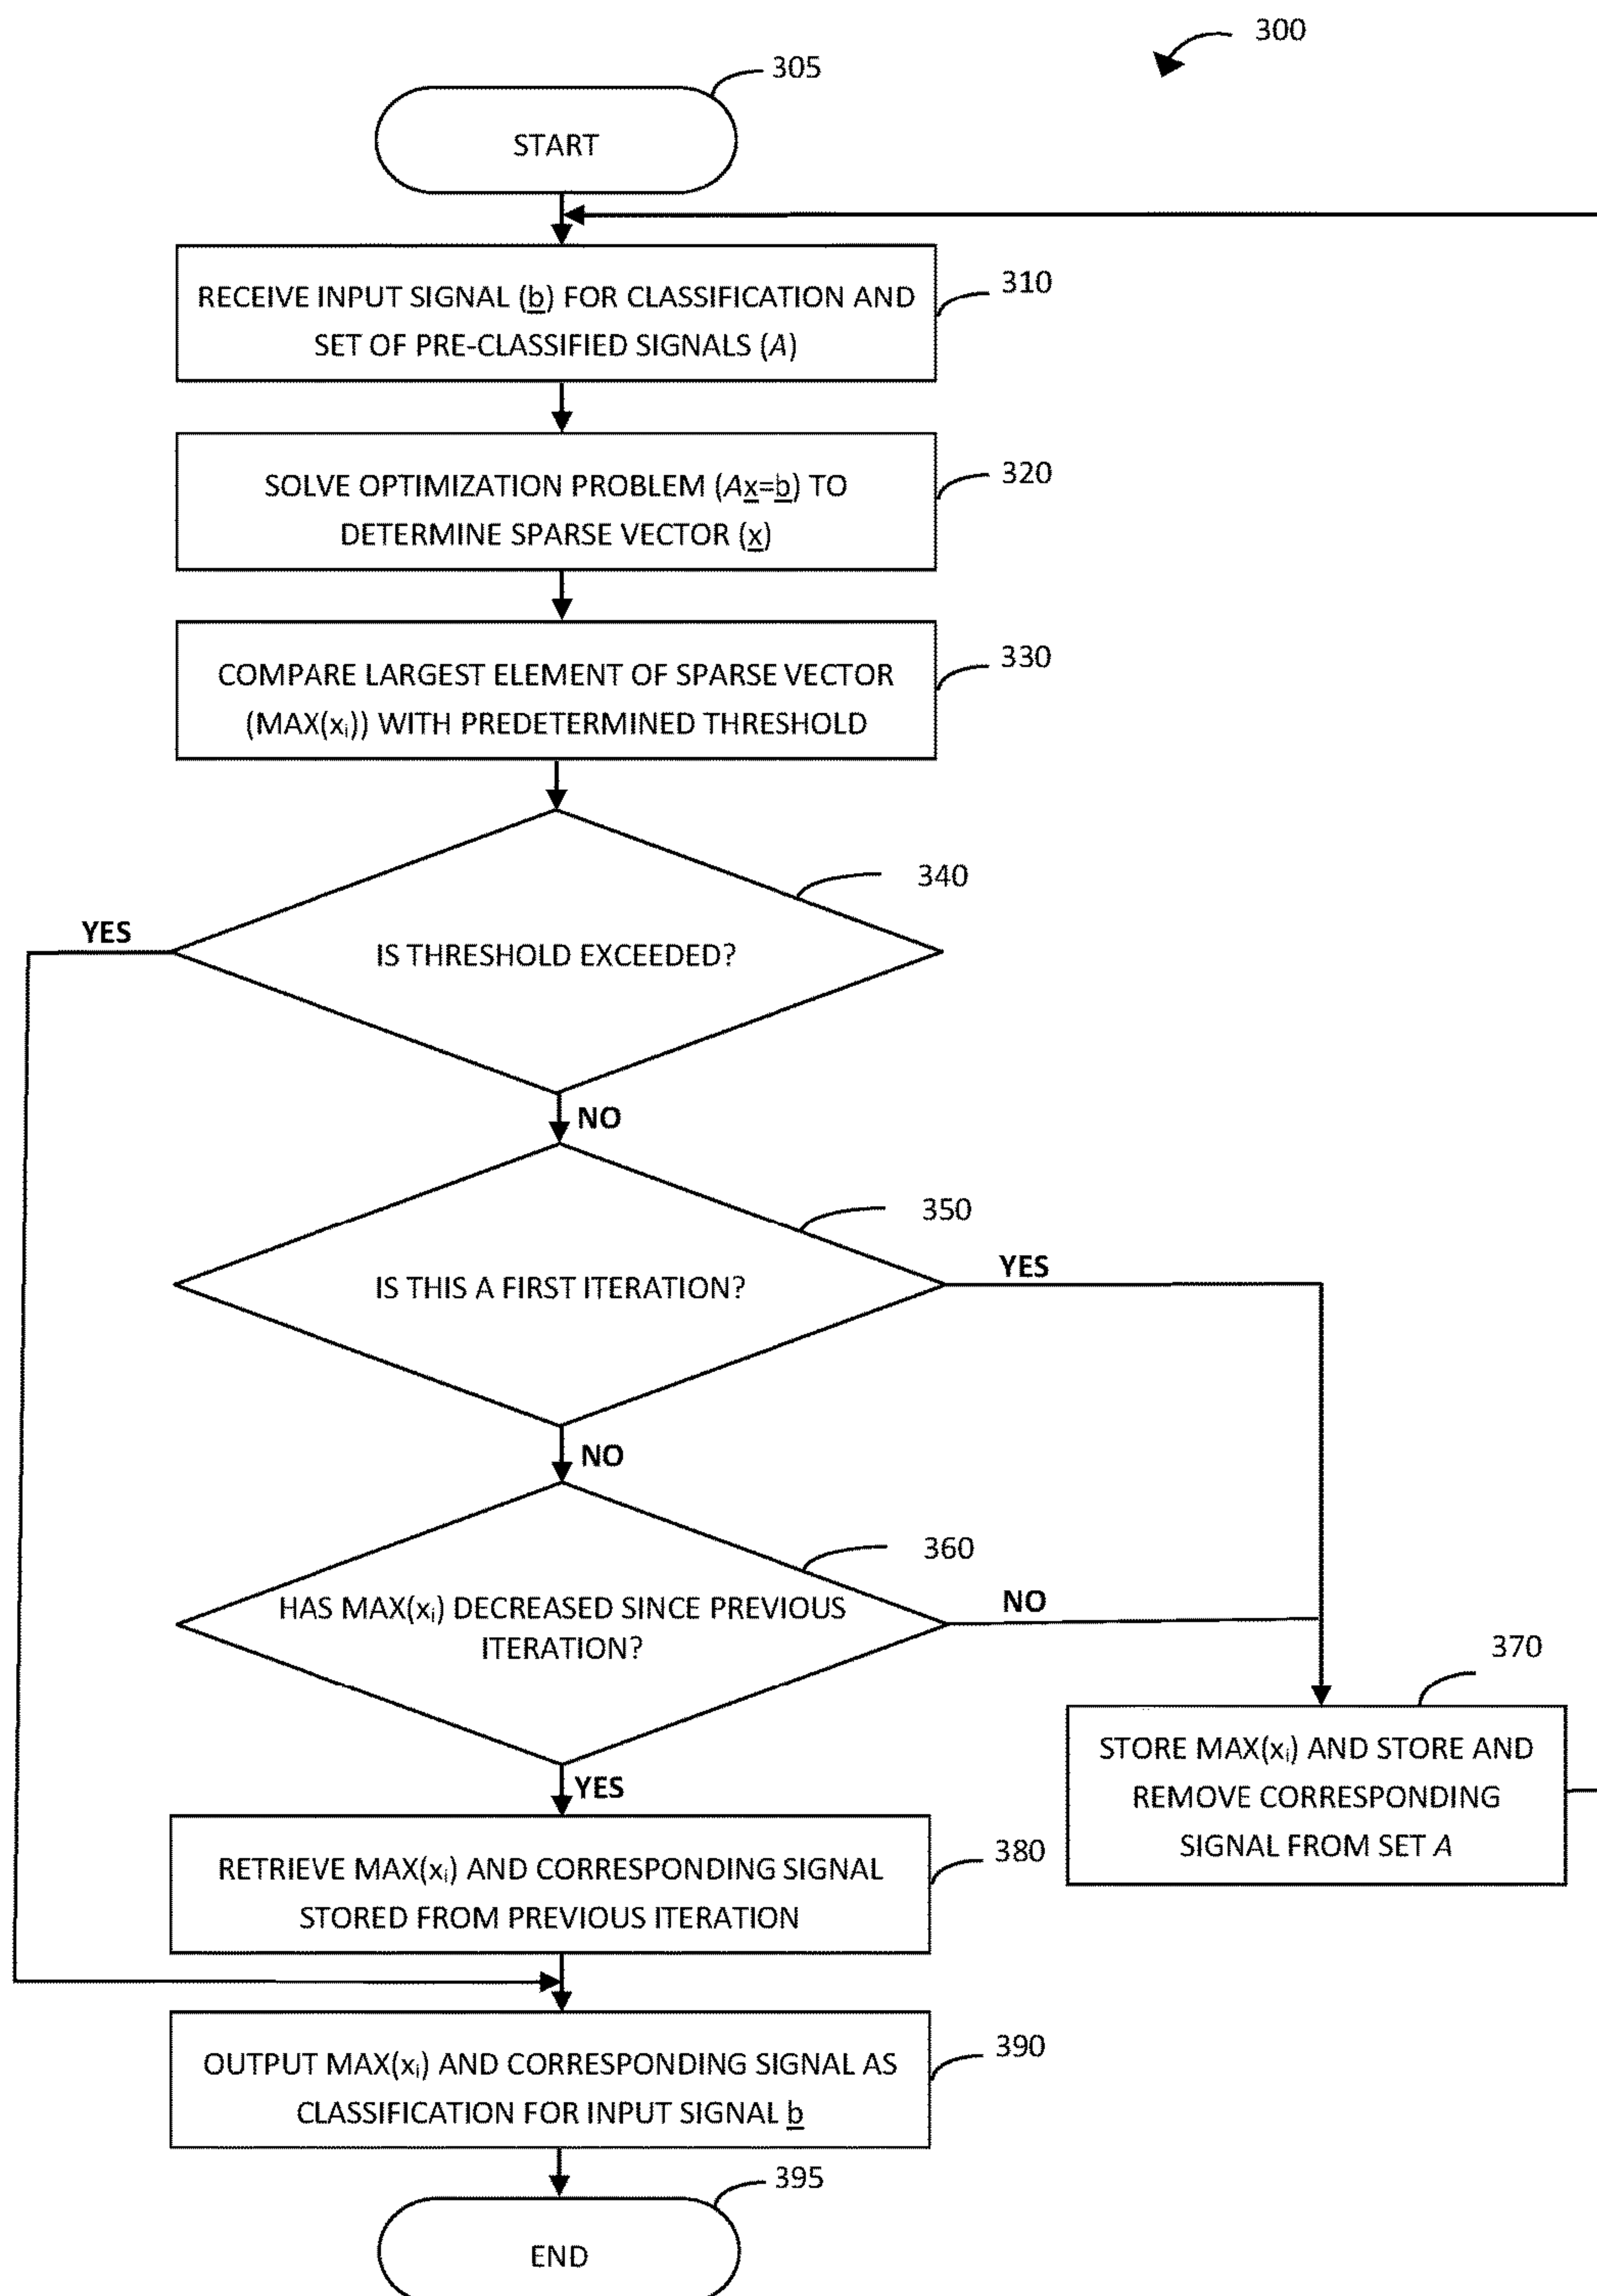 300
305
START
RECEIVE INPUT SIGNAL (b) FOR CLASSIFICATION AND
SET OF PRE-CLASSIFIED SIGNALS (A)
310
SOLVE OPTIMIZATION PROBLEM (Ax=b) TO
DETERMINE SPARSE VECTOR (x)
320
COMPARE LARGEST ELEMENT OF SPARSE VECTOR
(MAX(xᵢ)) WITH PREDETERMINED THRESHOLD
330
340
YES
IS THRESHOLD EXCEEDED?
NO
350
IS THIS A FIRST ITERATION?
YES
NO
360
HAS MAX(xᵢ) DECREASED SINCE PREVIOUS
ITERATION?
NO
370
STORE MAX(xᵢ) AND STORE AND
REMOVE CORRESPONDING
SIGNAL FROM SET A
YES
RETRIEVE MAX(xᵢ) AND CORRESPONDING SIGNAL
STORED FROM PREVIOUS ITERATION
380
OUTPUT MAX(xᵢ) AND CORRESPONDING SIGNAL AS
CLASSIFICATION FOR INPUT SIGNAL b
390
395
END